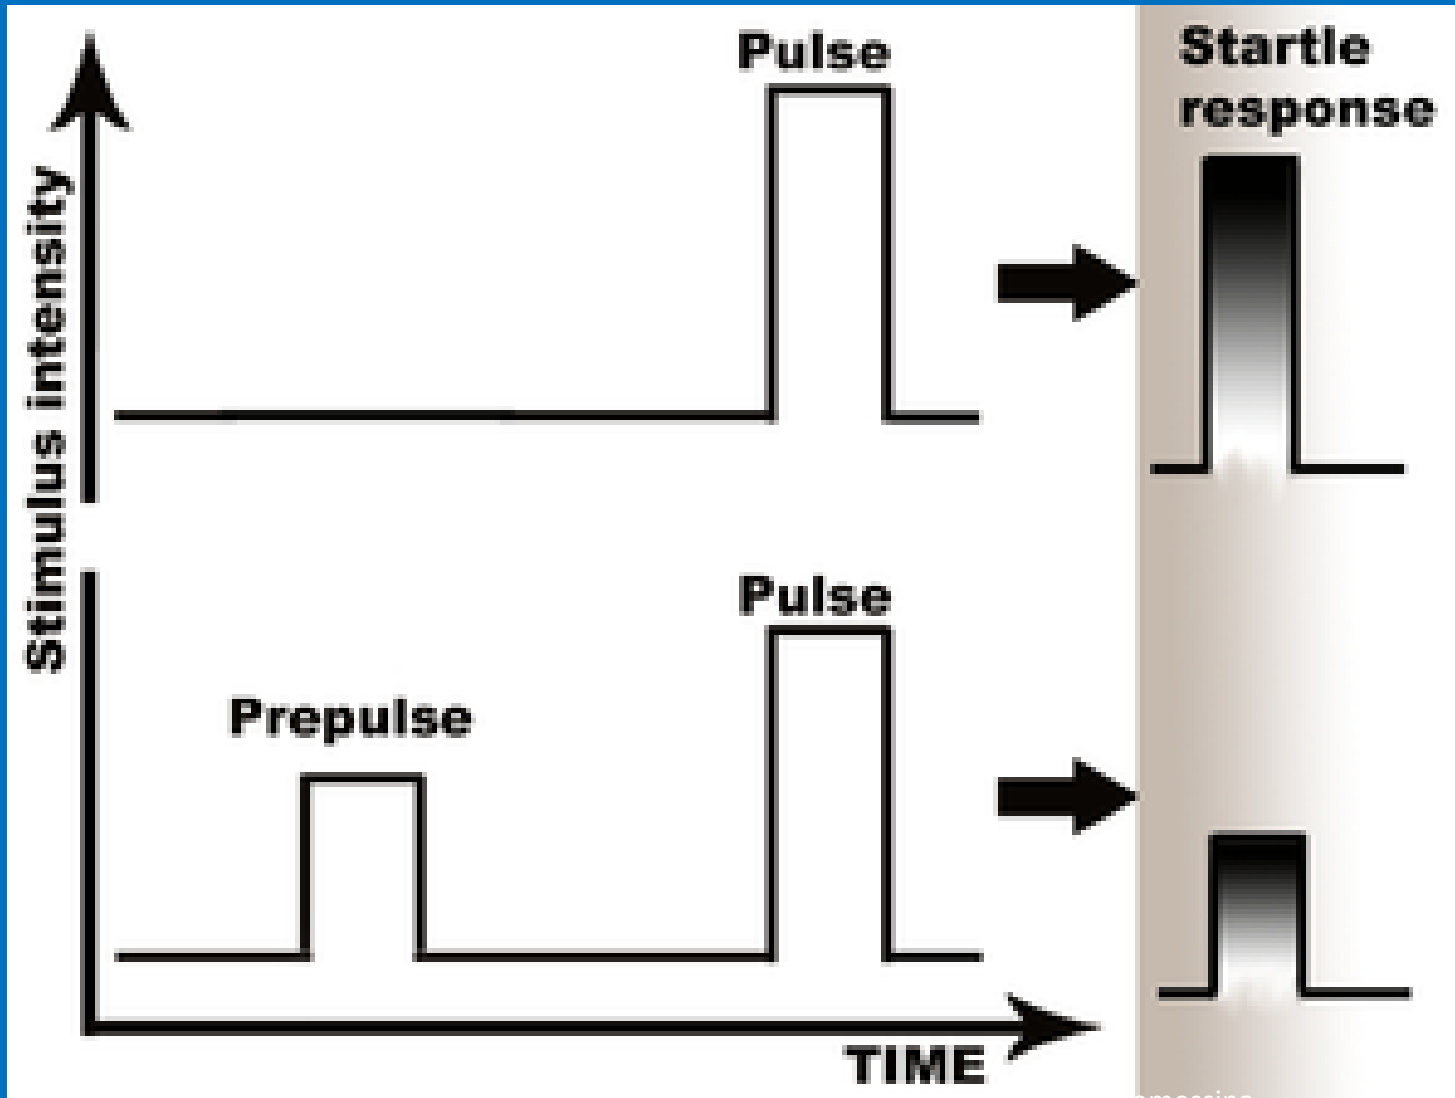 Pulse
Startle
response
Stimulus intensity
Pulse
Prepulse
TIME